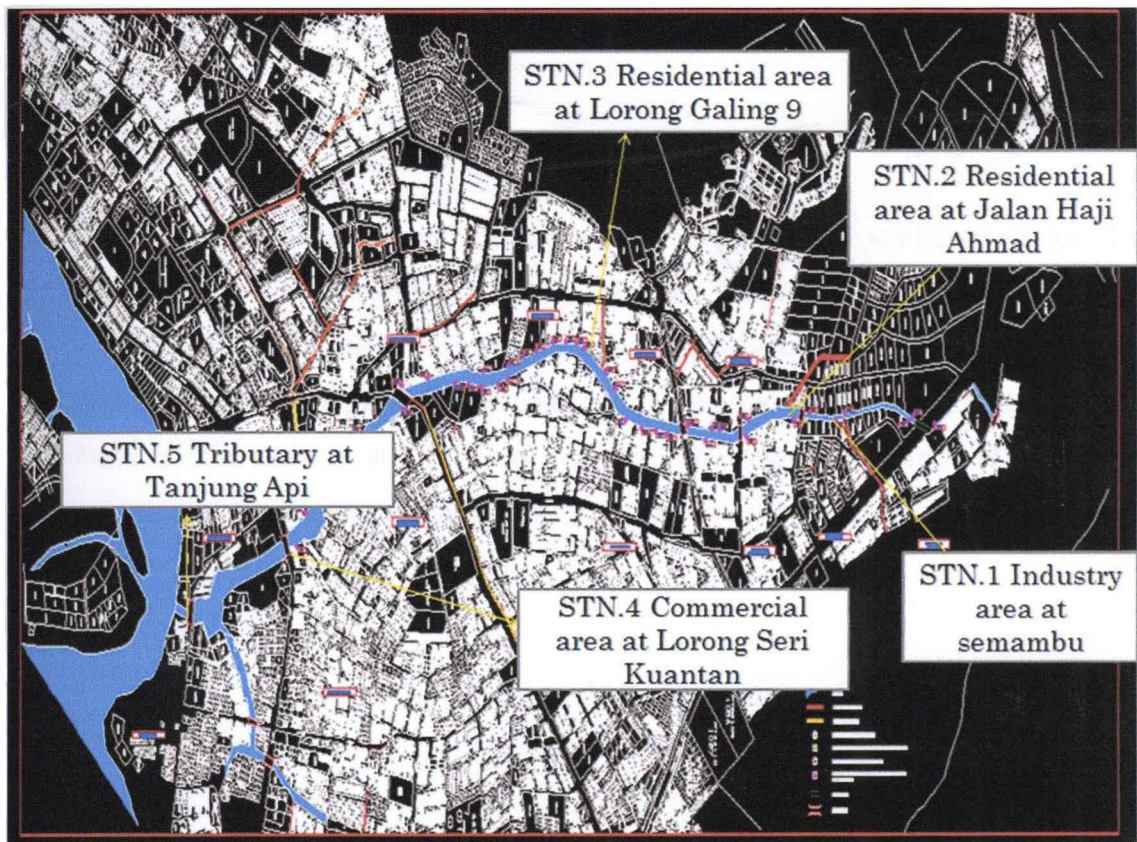 STN.3 Residential area
at Lorong Galing 9
STN.2 Residential
area at Jalan Haji
Ahmad
STN.5 Tributary at
Tanjung Api
STN.4 Commercial
area at Lorong Seri
Kuantan
STN.1 Industry
area at
semambu